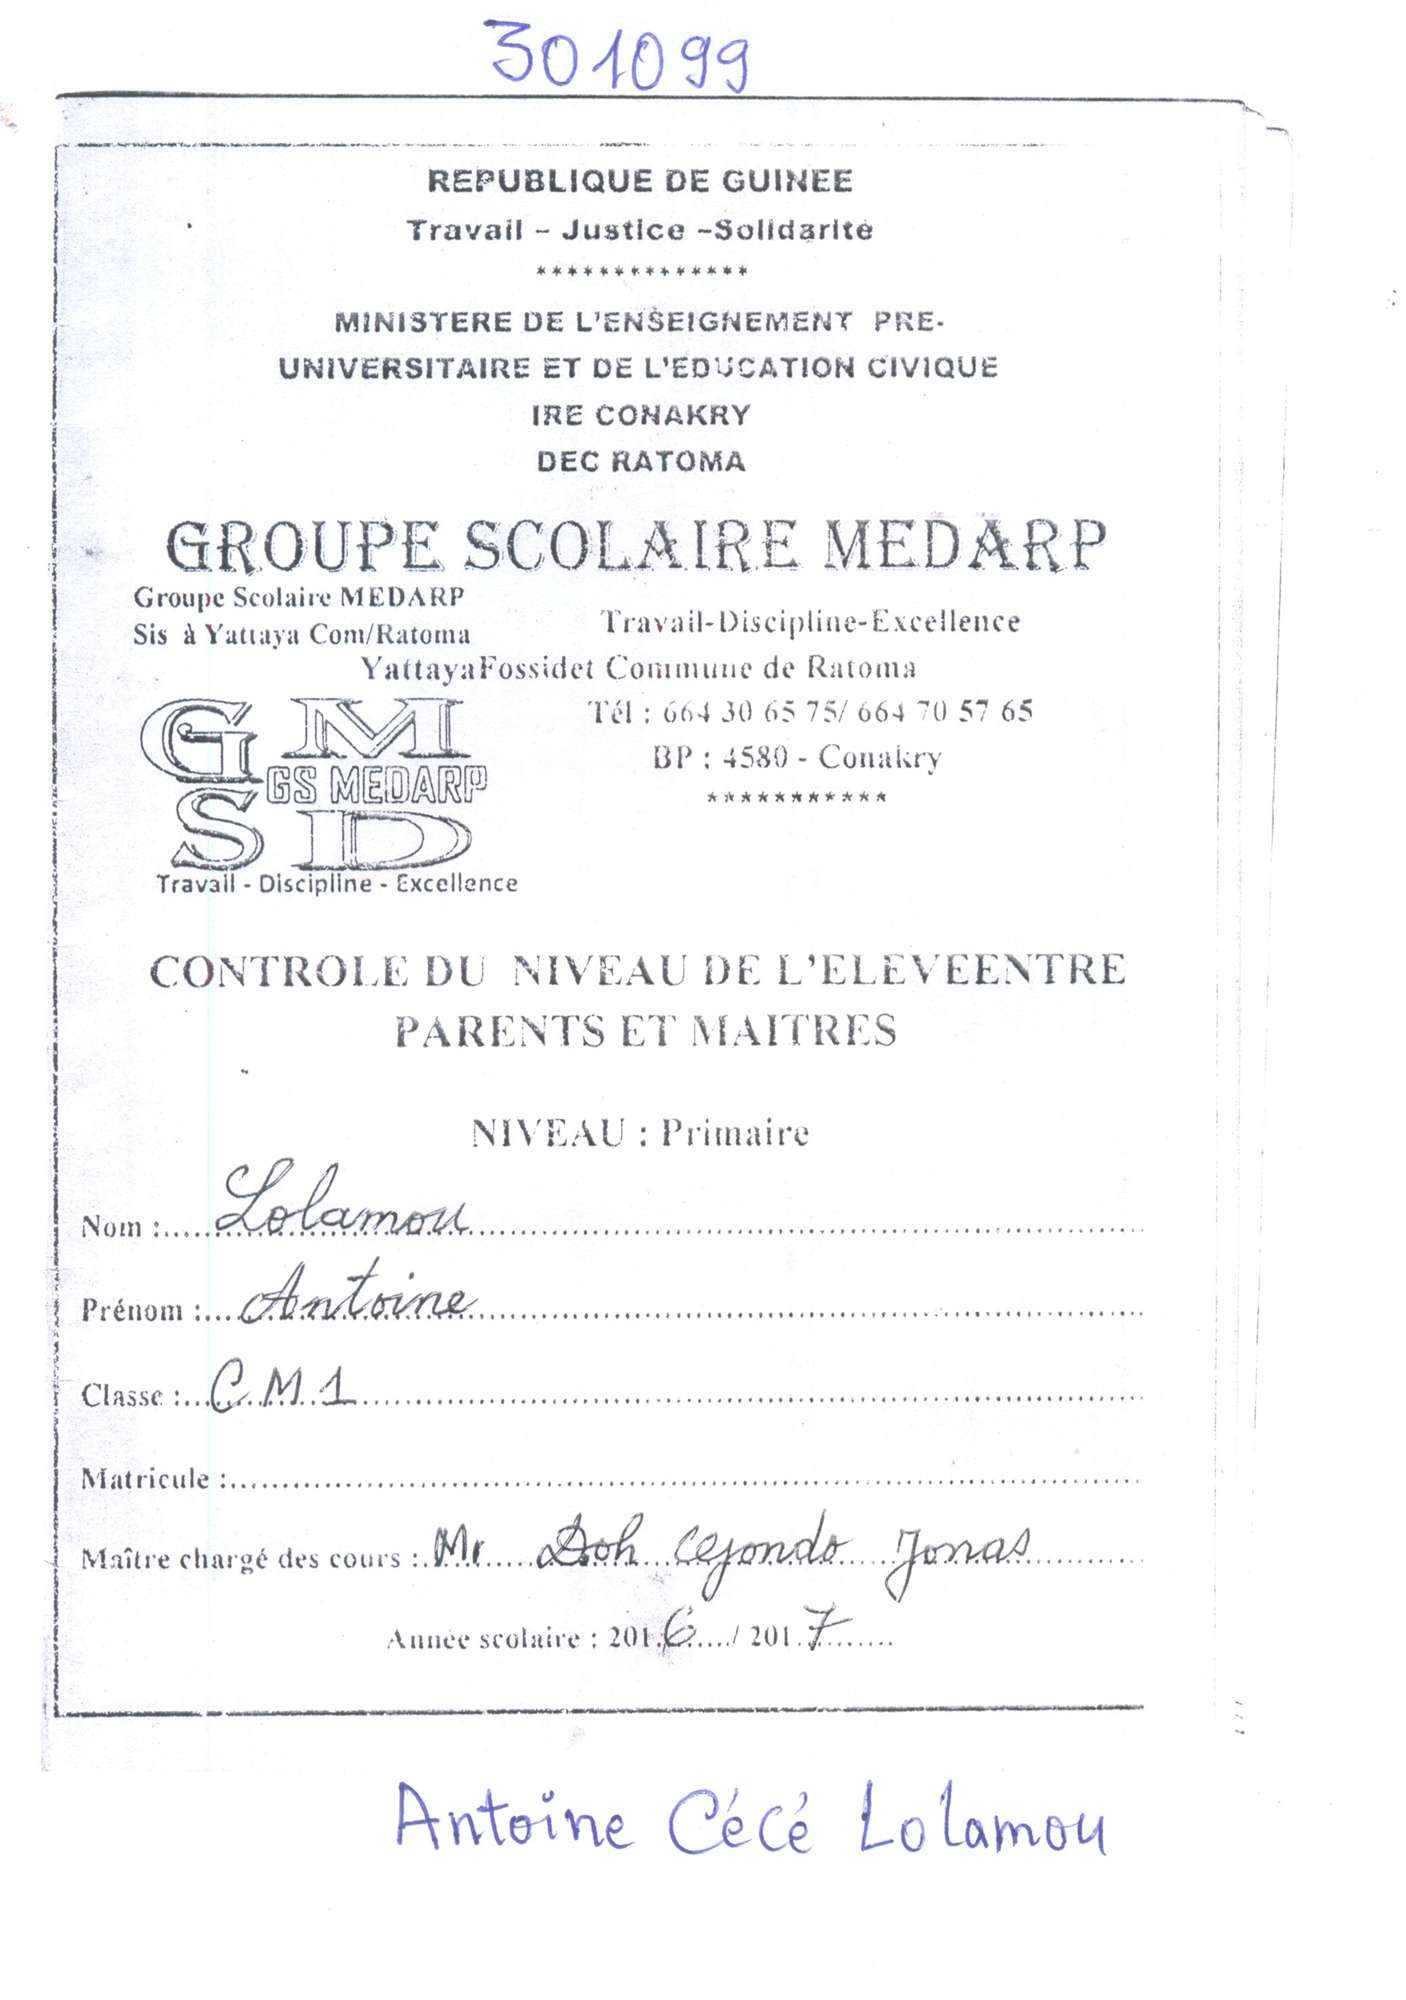 301099
REPUBLIQUE DE GUINEE
Travail – Justice –Solidarité
**************
MINISTERE DE L'ENSEIGNEMENT PRE-
UNIVERSITAIRE ET DE L'EDUCATION CIVIQUE
IRE CONAKRY
DEC RATOMA
GROUPE SCOLAIRE MEDARP
Groupe Scolaire MEDARP
Sis à Yattaya Com/Ratoma
Travail-Discipline-Excellence
YattayaFossidet Commune de Ratoma
Tél : 664 30 65 75/ 664 70 57 65
BP : 4580 - Conakry
***********
G M
GS MEDARP
S D
Travail - Discipline - Excellence
CONTROLE DU NIVEAU DE L'ELEVEENTRE
PARENTS ET MAITRES
NIVEAU : Primaire
Nom : Lolamou
Prénom : Antoine
Classe : CM1
Matricule :
Maître chargé des cours : Mr Doh Cejondo Jonas
Année scolaire : 2016 / 2017
Antoine Cécé Lolamou